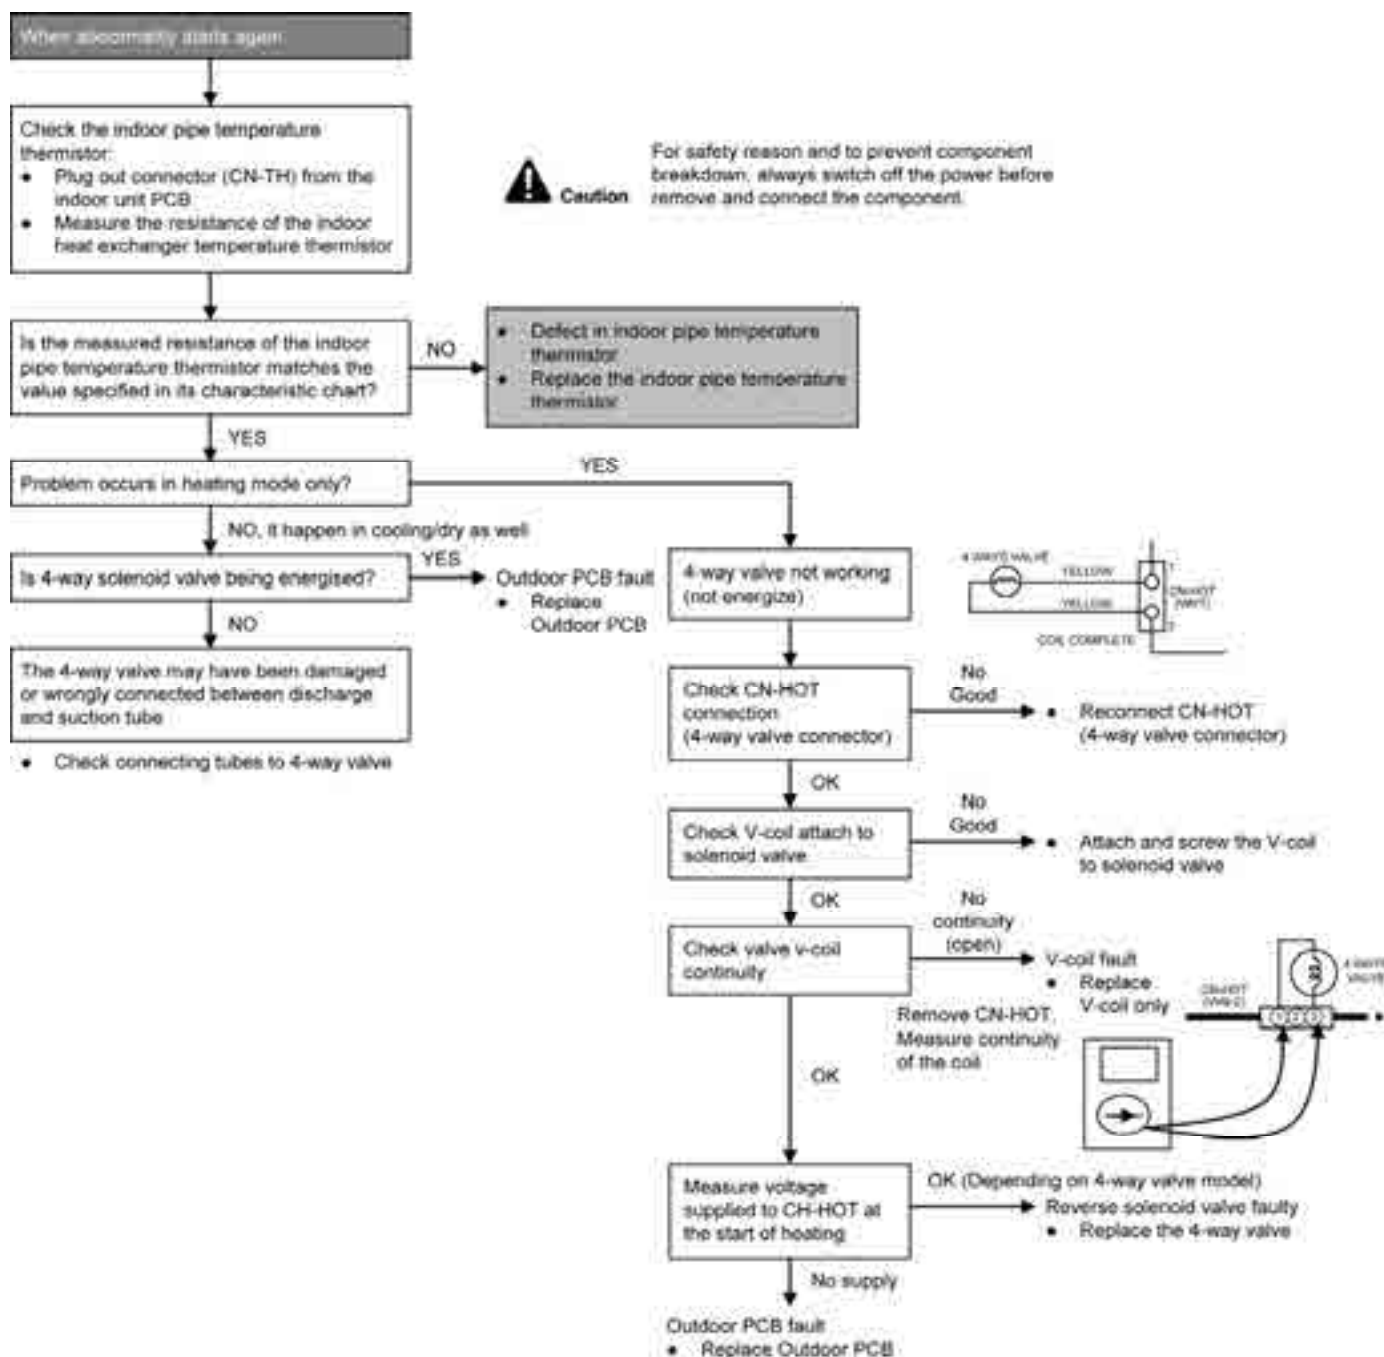 When abnormality starts again
Check the indoor pipe temperature
thermistor:
• Plug out connector (CN-TH) from the
indoor unit PCB
• Measure the resistance of the indoor
heat exchanger temperature thermistor
Caution
For safety reason and to prevent component
breakdown, always switch off the power before
remove and connect the component.
Is the measured resistance of the indoor
pipe temperature thermistor matches the
value specified in its characteristic chart?
NO
• Defect in indoor pipe temperature
thermistor
• Replace the indoor pipe temperature
thermistor
YES
Problem occurs in heating mode only?
YES
NO, it happen in cooling/dry as well
Is 4-way solenoid valve being energised?
YES
Outdoor PCB fault
• Replace
Outdoor PCB
NO
The 4-way valve may have been damaged
or wrongly connected between discharge
and suction tube
• Check connecting tubes to 4-way valve
4-way valve not working
(not energize)
4-WAYS VALVE
YELLOW
YELLOW
CN-HOT
COIL COMPLETE
Check CN-HOT
connection
(4-way valve connector)
No
Good
• Reconnect CN-HOT
(4-way valve connector)
OK
Check V-coil attach to
solenoid valve
No
Good
• Attach and screw the V-coil
to solenoid valve
OK
Check valve v-coil
continuity
No
continuity
(open)
V-coil fault
• Replace
V-coil only
Remove CN-HOT.
Measure continuity
of the coil
CN-HOT
4-WAYS
VALVE
OK
Measure voltage
supplied to CH-HOT at
the start of heating
OK (Depending on 4-way valve model)
Reverse solenoid valve faulty
• Replace the 4-way valve
No supply
Outdoor PCB fault
• Replace Outdoor PCB